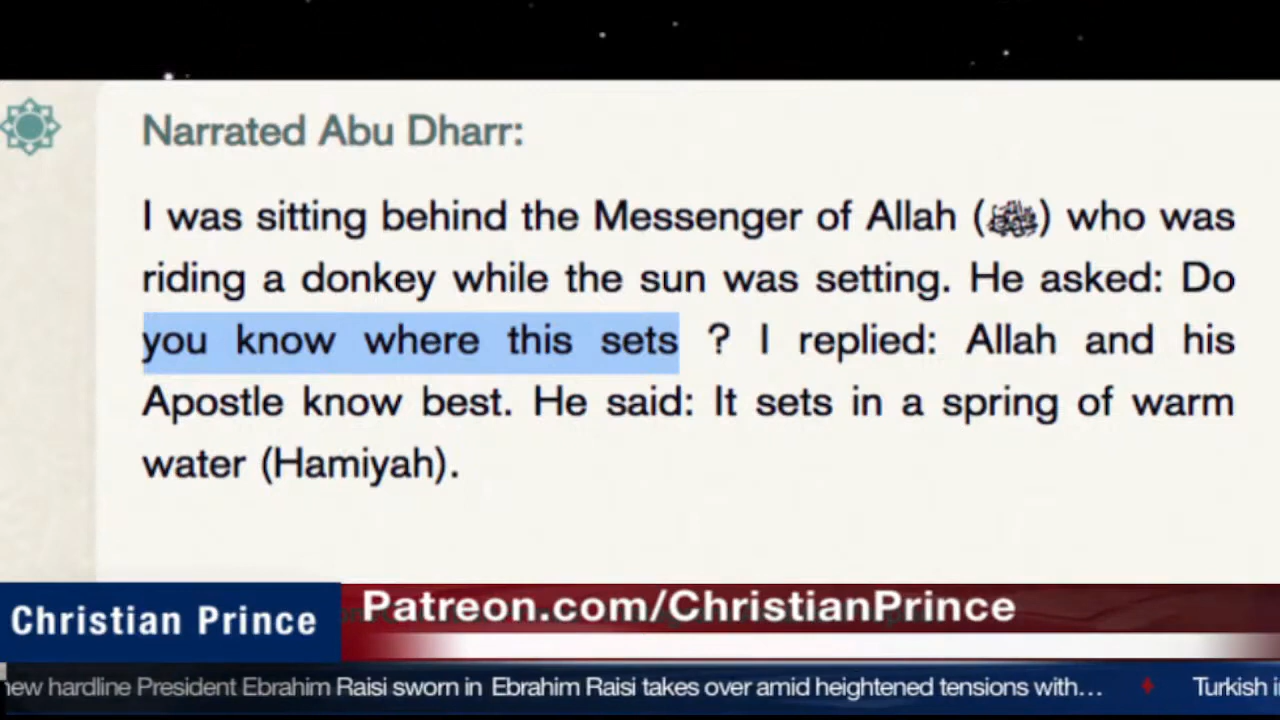 Narrated Abu Dharr:
I was sitting behind the Messenger of Allah (ﷺ) who was
riding a donkey while the sun was setting. He asked: Do
you know where this sets ? I replied: Allah and his
Apostle know best. He said: It sets in a spring of warm
water (Hamiyah).
Christian Prince
Patreon.com/ChristianPrince
new hardline President Ebrahim Raisi sworn in Ebrahim Raisi takes over amid heightened tensions with... Turkish